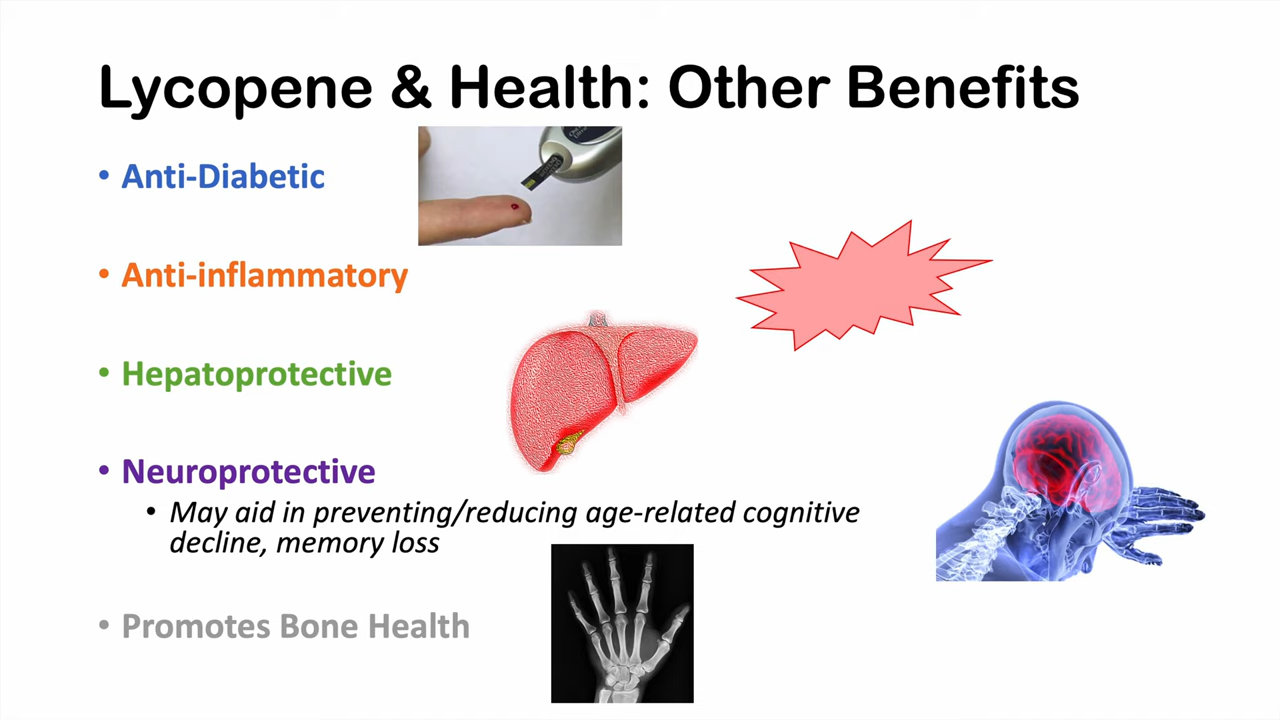 Lycopene & Health: Other Benefits
• Anti-Diabetic
• Anti-inflammatory
• Hepatoprotective
• Neuroprotective
• May aid in preventing/reducing age-related cognitive
decline, memory loss
• Promotes Bone Health